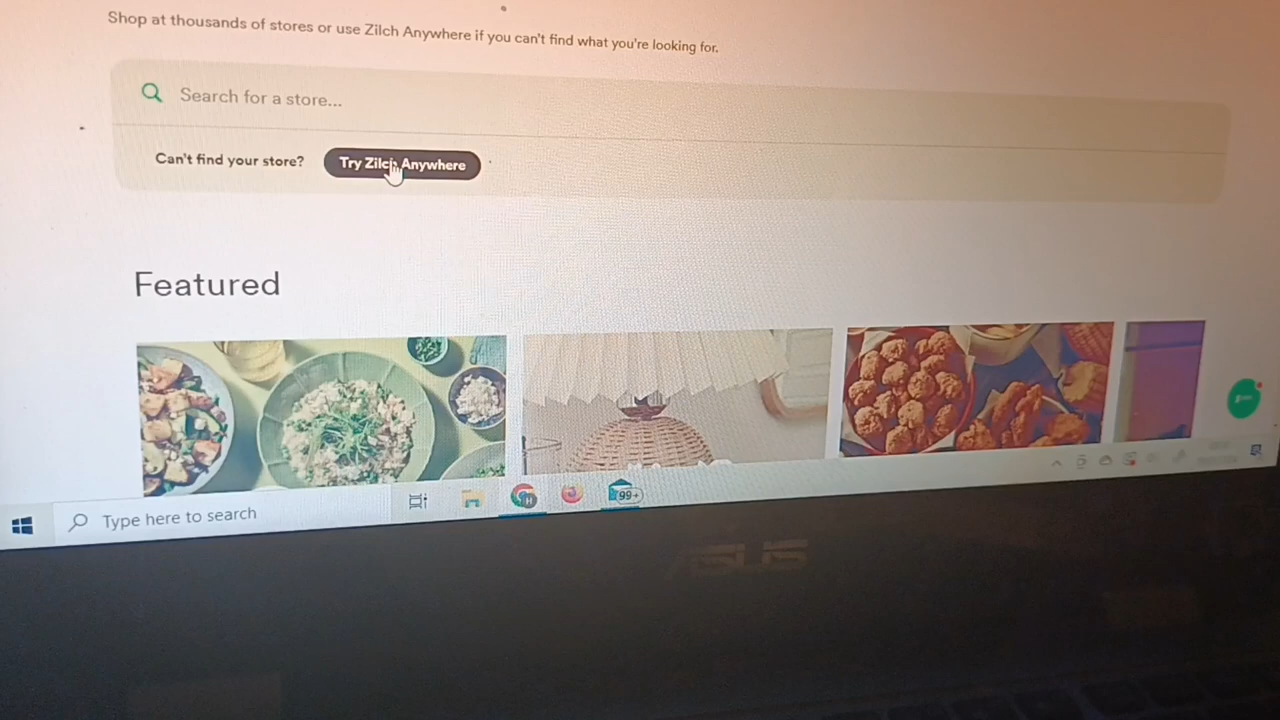 Shop at thousands of stores or use Zilch Anywhere if you can't find what you're looking for.
Search for a store...
Can't find your store? Try Zilch Anywhere
Featured
Type here to search
99+
ASUS